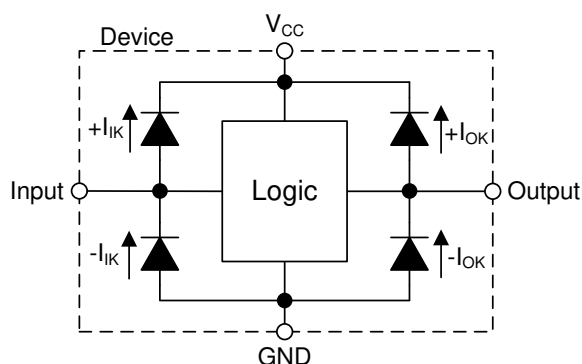 Device
VCC
+IIK
+IOK
Input
Logic
Output
-IIK
-IOK
GND